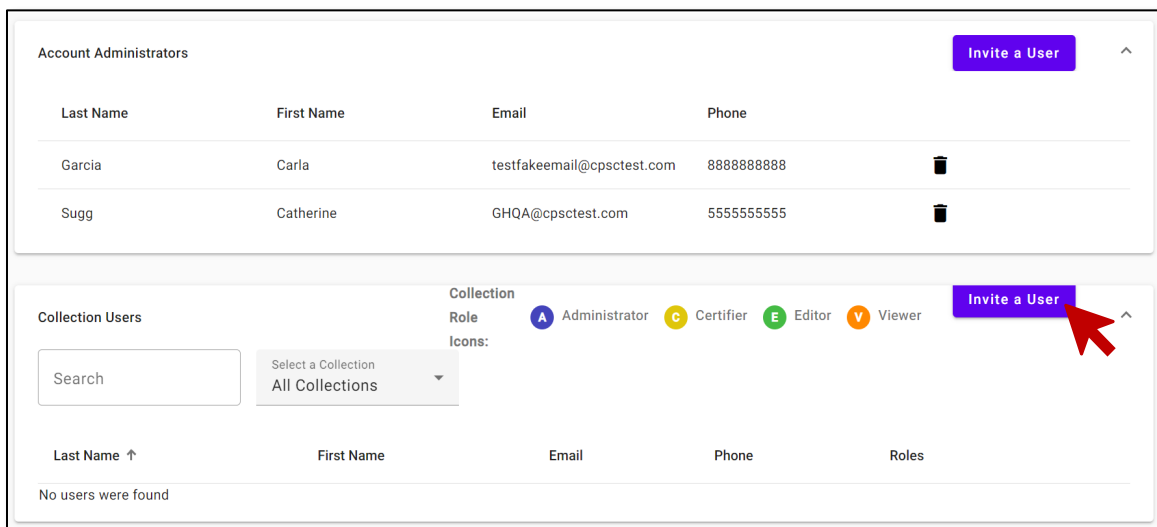 Account Administrators
Invite a User
Last Name First Name Email Phone
Garcia Carla testfakeemail@cpsctest.com 8888888888
Sugg Catherine GHQA@cpsctest.com 5555555555
Collection Users
Collection
Role
Icons:
A Administrator C Certifier E Editor V Viewer
Invite a User
Search
Select a Collection
All Collections
Last Name First Name Email Phone Roles
No users were found